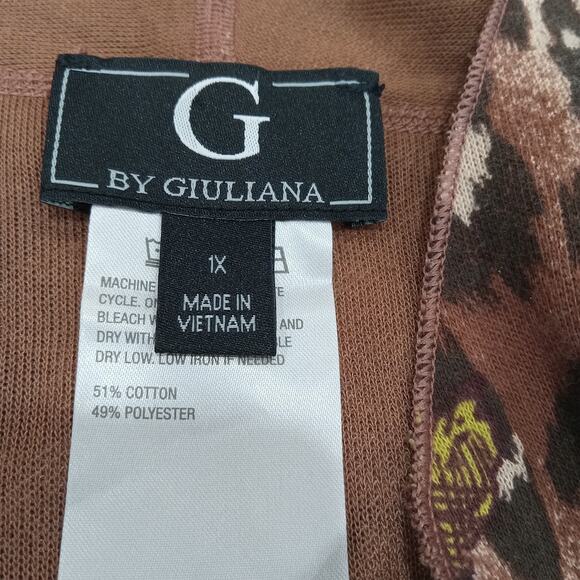 G
BY GIULIANA
1X
MADE IN
VIETNAM
MACHINE
CYCLE.
BLEACH AND
DRY WITH
DRY LOW. LOW IRON IF NEEDED
51% COTTON
49% POLYESTER